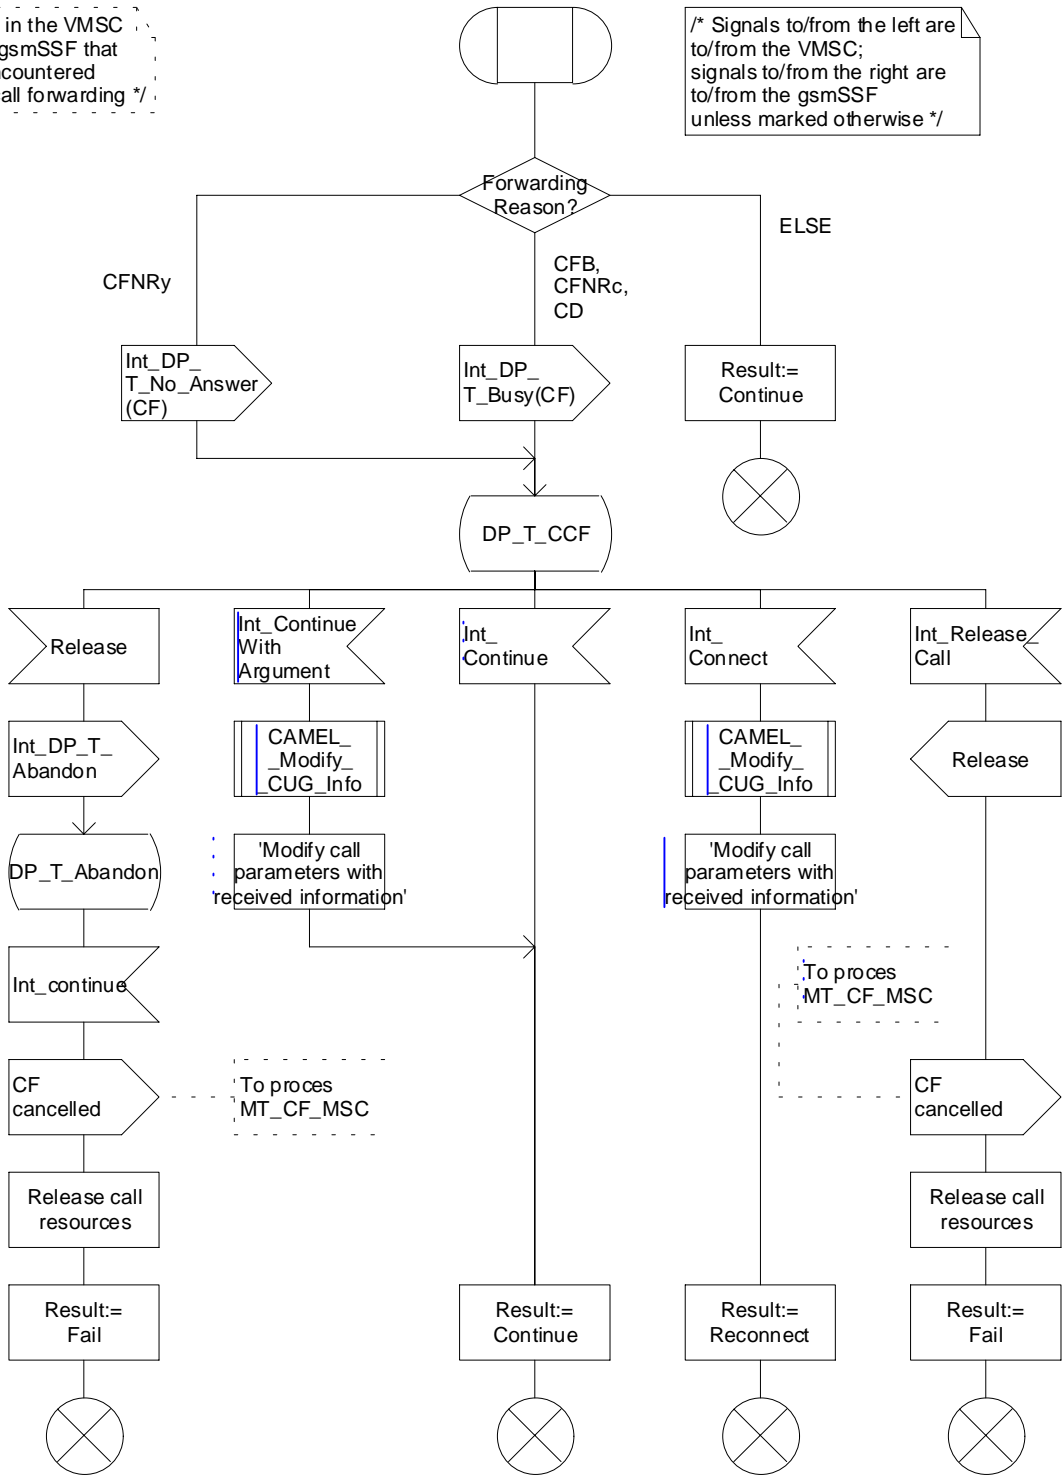 in the VMSC
gsmSSF that
countered
all forwarding */
/* Signals to/from the left are
to/from the VMSC;
signals to/from the right are
to/from the gsmSSF
unless marked otherwise */
Forwarding
Reason?
ELSE
CFNRy
CFB,
CFNRc,
CD
Int_DP_
T_No_Answer
(CF)
Int_DP_
T_Busy(CF)
Result:=
Continue
DP_T_CCF
Release
Int_Continue
With
Argument
Int_
Continue
Int_
Connect
Int_Release_
Call
Int_DP_T_
Abandon
CAMEL_
_Modify_
_CUG_Info
CAMEL_
_Modify_
_CUG_Info
Release
DP_T_Abandon
'Modify call
parameters with
received information'
'Modify call
parameters with
received information'
Int_continue
To proces
MT_CF_MSC
CF
cancelled
To proces
MT_CF_MSC
CF
cancelled
Release call
resources
Release call
resources
Result:=
Fail
Result:=
Continue
Result:=
Reconnect
Result:=
Fail